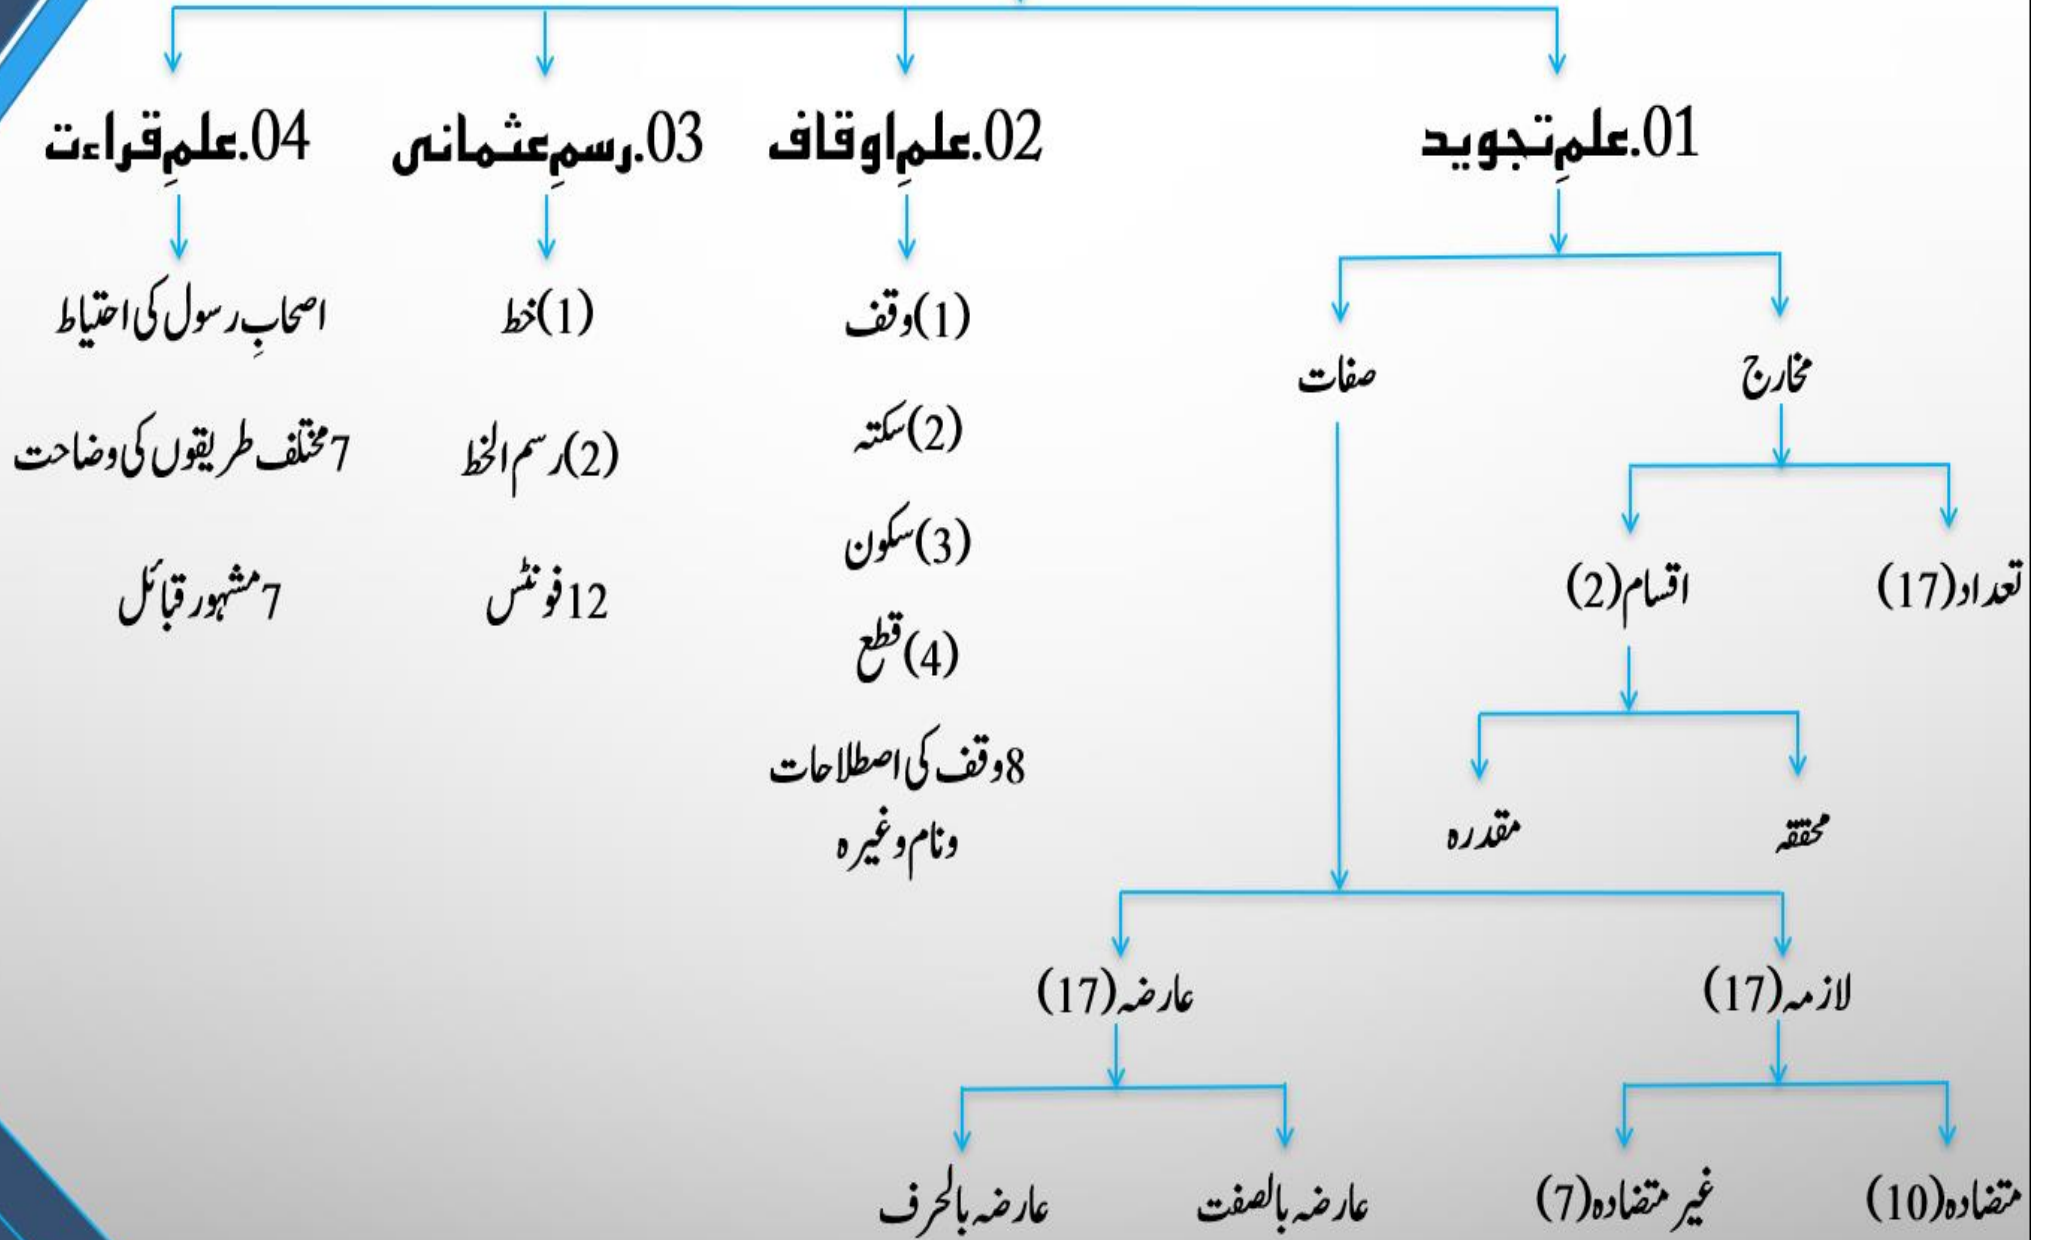 01.علمِ تجوید
02.علمِ اوقاف
03.رسمِ عثمانی
04.علمِ قراءت
مخارج
صفات
تعداد(17)
اقسام(2)
محققہ
مقدرہ
لازمہ(17)
عارضہ(17)
متضادہ(10)
غیر متضادہ(7)
عارضہ بالصفت
عارضہ بالحرف
(1)وقف
(2)سکتہ
(3)سکون
(4)قطع
8وقف کی اصطلاحات
ونام وغیرہ
(1)خط
(2)رسم الخط
12فونٹس
اصحابِ رسول کی احتیاط
7مختلف طریقوں کی وضاحت
7مشہور قبائل